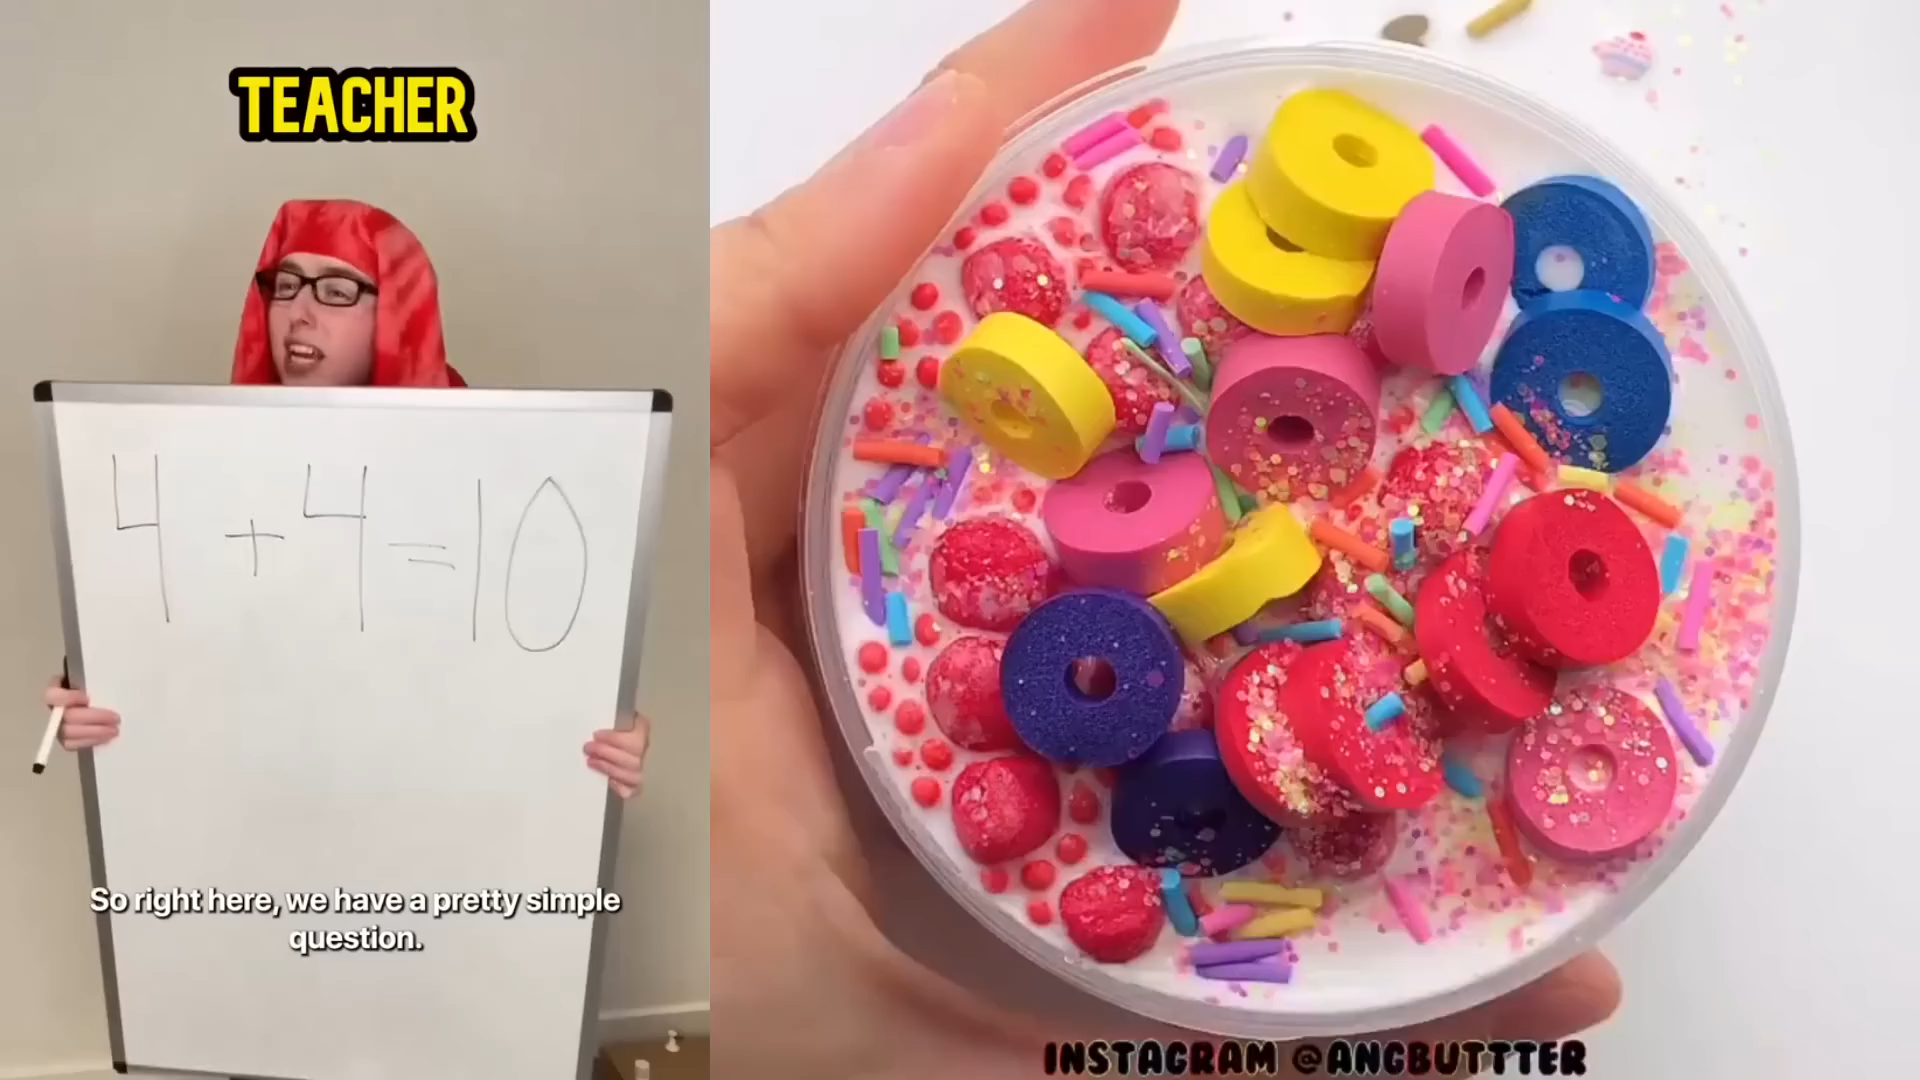 TEACHER
4 + 4 = 10
So right here, we have a pretty simple
question.
INSTAGRAM @ANGBUTTTER